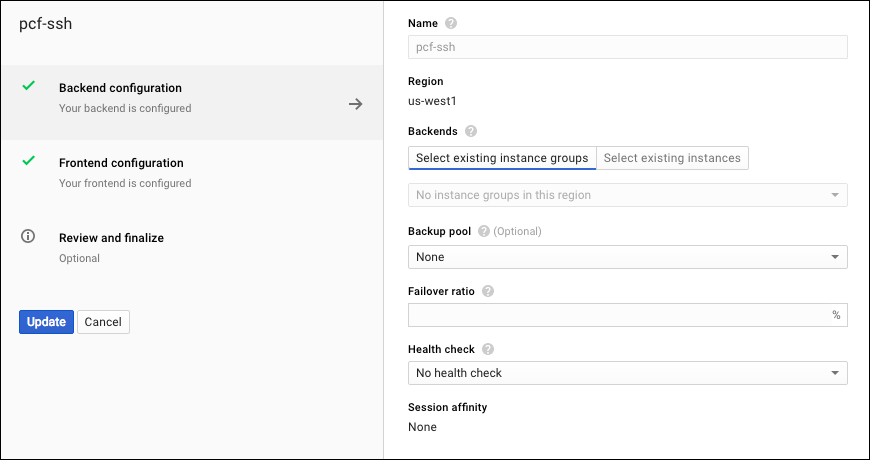 pcf-ssh
Backend configuration
Your backend is configured
Frontend configuration
Your frontend is configured
Review and finalize
Optional
Update Cancel
Name
pcf-ssh
Region
us-west1
Backends
Select existing instance groups Select existing instances
No instance groups in this region
Backup pool (Optional)
None
Failover ratio
%
Health check
No health check
Session affinity
None